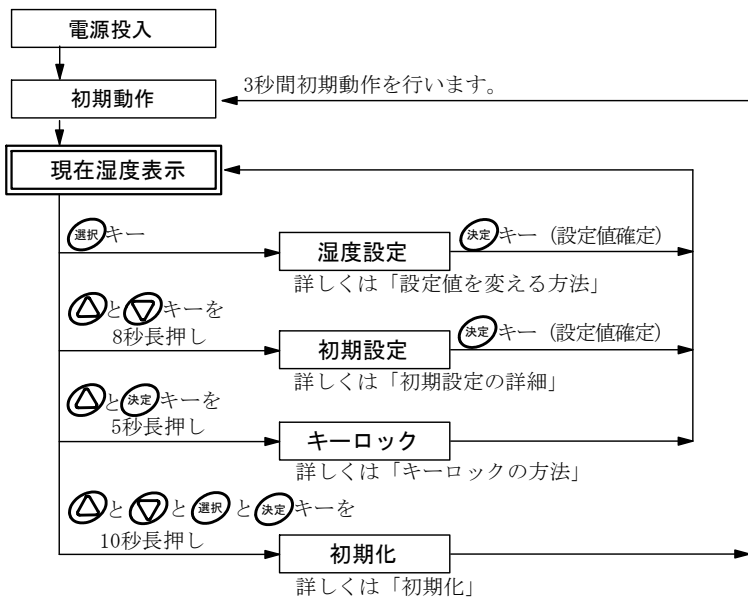 電源投入
初期動作
3秒間初期動作を行います。
現在湿度表示
選択キー
湿度設定
決定キー（設定値確定）
詳しくは「設定値を変える方法」
△と▽キーを
8秒長押し
初期設定
決定キー（設定値確定）
詳しくは「初期設定の詳細」
△と決定キーを
5秒長押し
キーロック
詳しくは「キーロックの方法」
△と▽と選択と決定キーを
10秒長押し
初期化
詳しくは「初期化」